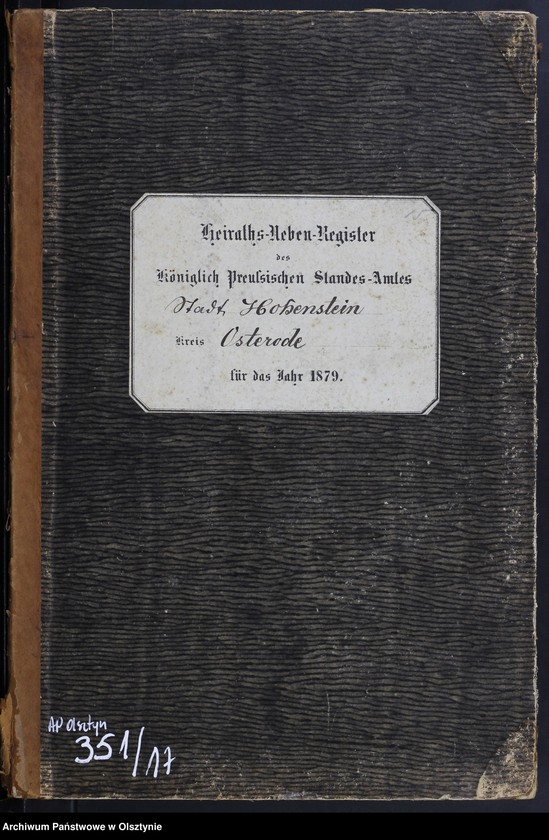 Heiraths-Neben-Register
des
Königlich Preußischen Standes-Amtes
Stadt Hohenstein
Kreis Osterode
für das Jahr 1879.
AP Olsztyn
351/17
Archiwum Państwowe w Olsztynie